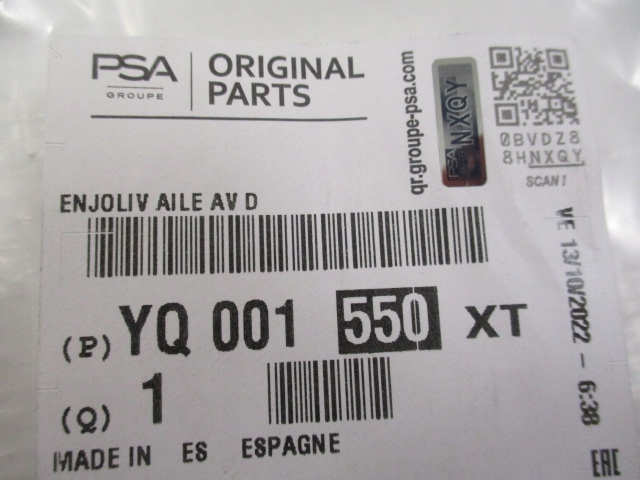 PSA
GROUPE
ORIGINAL
PARTS
qr.groupe-psa.com
PSA
NXQY
0BVDZ8
8HNXQY
SCAN!
ENJOLIV AILE AV D
(P) YQ 001 550 XT
(Q) 1
MADE IN ES ESPAGNE
VE 13/10/2022 - 6:38
EAC